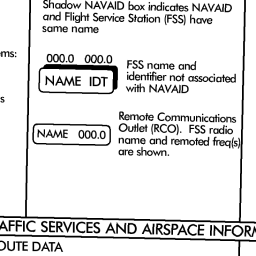 Shadow NAVAID box indicates NAVAID
and Flight Service Station (FSS) have
same name
000.0 000.0
NAME IDT
FSS name and
identifier not associated
with NAVAID
NAME 000.0
Remote Communications
Outlet (RCO). FSS radio
name and remoted freq(s)
are shown.
AFFIC SERVICES AND AIRSPACE INFOR
OUTE DATA